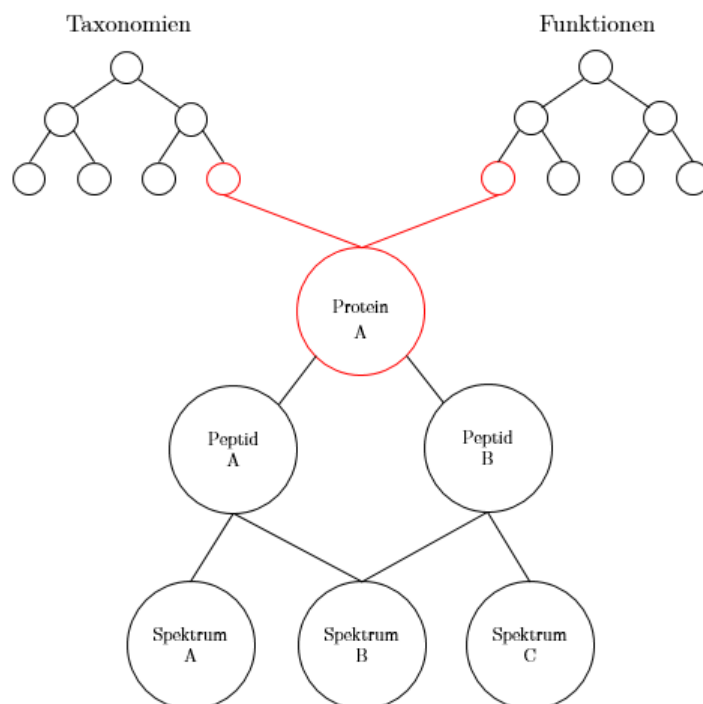 Taxonomien
Funktionen
Protein
A
Peptid
A
Peptid
B
Spektrum
A
Spektrum
B
Spektrum
C